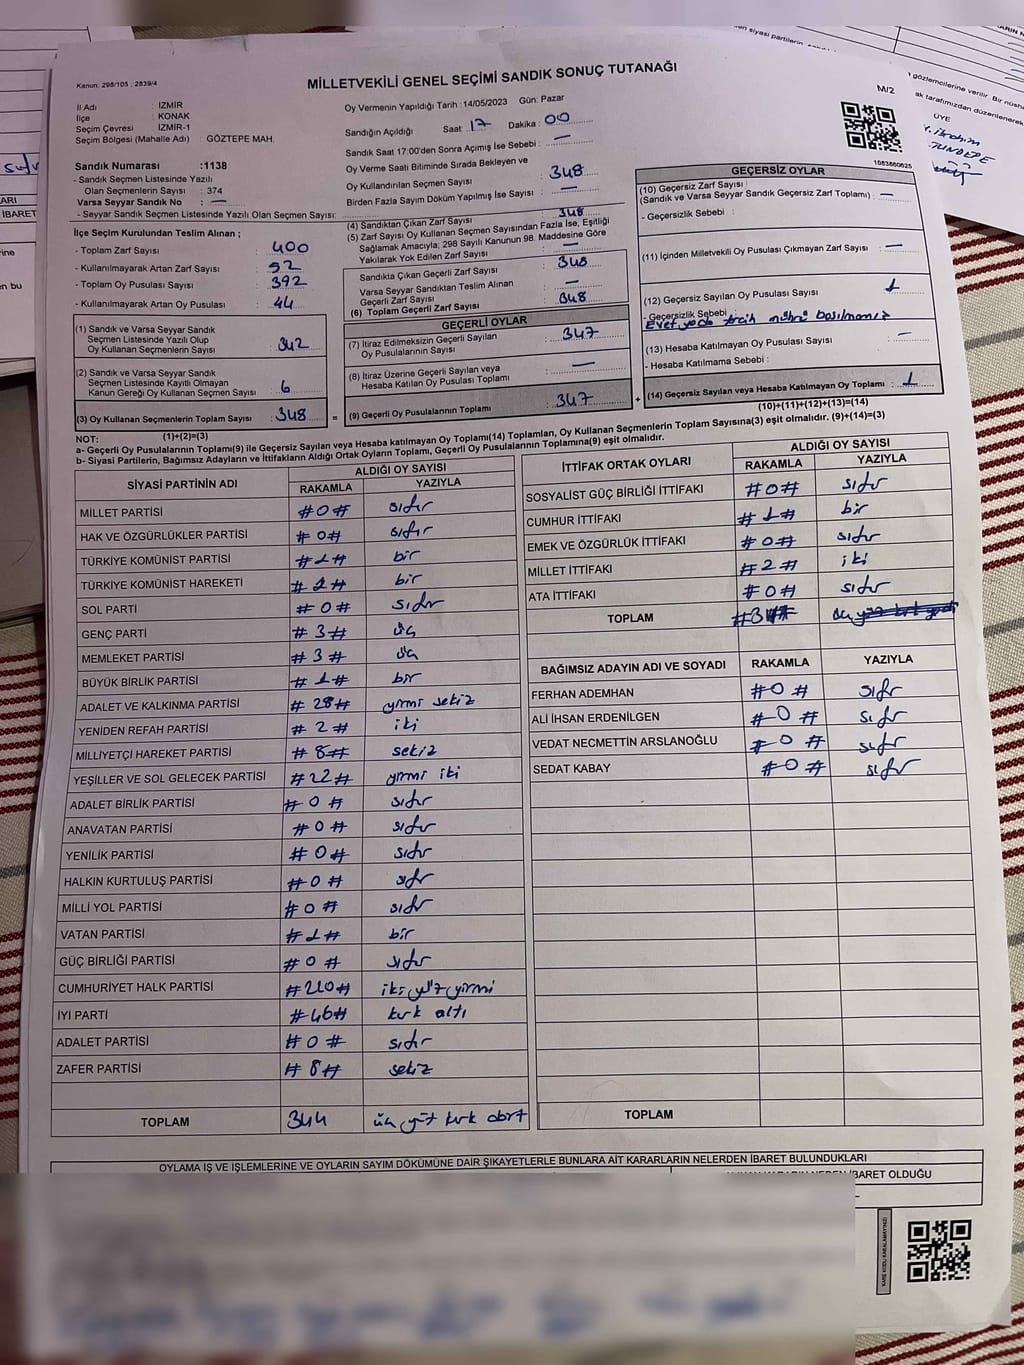 Kanun: 298/105 , 2839/4
MİLLETVEKİLİ GENEL SEÇİMİ SANDIK SONUÇ TUTANAĞI
M/2
İl Adı : İZMİR
İlçe : KONAK
Seçim Çevresi : İZMİR-1
Seçim Bölgesi (Mahalle Adı) : GÖZTEPE MAH.
Sandık Numarası :1138
- Sandık Seçmen Listesinde Yazılı
Olan Seçmenlerin Sayısı : 374
Varsa Seyyar Sandık No : —
- Seyyar Sandık Seçmen Listesinde Yazılı Olan Seçmen Sayısı:
Oy Vermenin Yapıldığı Tarih :14/05/2023 Gün: Pazar
Sandığın Açıldığı Saat : 17 Dakika : 00
Sandık Saat 17:00'den Sonra Açımış İse Sebebi : —
Oy Verme Saati Bitiminde Sırada Bekleyen ve
Oy Kullandırılan Seçmen Sayısı : 348
Birden Fazla Sayım Döküm Yapılmış İse Sayısı : —
1083860625
İlçe Seçim Kurulundan Teslim Alınan ;
- Toplam Zarf Sayısı : 400
- Kullanılmayarak Artan Zarf Sayısı : 52
- Toplam Oy Pusulası Sayısı : 392
- Kullanılmayarak Artan Oy Pusulası : 44
(1) Sandık ve Varsa Seyyar Sandık
Seçmen Listesinde Yazılı Olup
Oy Kullanan Seçmenlerin Sayısı : 342
(2) Sandık ve Varsa Seyyar Sandık
Seçmen Listesinde Kayıtlı Olmayan
Kanun Gereği Oy Kullanan Seçmen Sayısı : 6
(3) Oy Kullanan Seçmenlerin Toplam Sayısı : 348
(4) Sandıktan Çıkan Zarf Sayısı : 348
(5) Zarf Sayısı Oy Kullanan Seçmen Sayısından Fazla İse, Eşitliği
Sağlamak Amacıyla; 298 Sayılı Kanunun 98. Maddesine Göre
Yakılarak Yok Edilen Zarf Sayısı : —
Sandıkta Çıkan Geçerli Zarf Sayısı : 348
Varsa Seyyar Sandıktan Teslim Alınan
Geçerli Zarf Sayısı : —
(6) Toplam Geçerli Zarf Sayısı : 348
GEÇERLİ OYLAR
(7) İtiraz Edilmeksizin Geçerli Sayılan
Oy Pusulalarının Sayısı : 347
(8) İtiraz Üzerine Geçerli Sayılan veya
Hesaba Katılan Oy Pusulası Toplamı : —
= (9) Geçerli Oy Pusulalarının Toplamı : 347
GEÇERSİZ OYLAR
(10) Geçersiz Zarf Sayısı
(Sandık ve Varsa Seyyar Sandık Geçersiz Zarf Toplamı) : —
- Geçersizlik Sebebi :
(11) İçinden Milletvekili Oy Pusulası Çıkmayan Zarf Sayısı : —
(12) Geçersiz Sayılan Oy Pusulası Sayısı : 1
- Geçersizlik Sebebi :
Evet yada tercih mührü basılmamış
(13) Hesaba Katılmayan Oy Pusulası Sayısı : —
- Hesaba Katılmama Sebebi :
+ (14) Geçersiz Sayılan veya Hesaba Katılmayan Oy Toplamı : 1
(10)+(11)+(12)+(13)=(14)
NOT: (1)+(2)=(3)
a- Geçerli Oy Pusulalarının Toplamı(9) ile Geçersiz Sayılan veya Hesaba katılmayan Oy Toplamı(14) Toplamları, Oy Kullanan Seçmenlerin Toplam Sayısına(3) eşit olmalıdır. (9)+(14)=(3)
b- Siyasi Partilerin, Bağımsız Adayların ve İttifakların Aldığı Ortak Oyların Toplamı, Geçerli Oy Pusulalarının Toplamına(9) eşit olmalıdır.
SİYASİ PARTİNİN ADI ALDIĞI OY SAYISI
RAKAMLA YAZIYLA
MİLLET PARTİSİ #0# sıfır
HAK VE ÖZGÜRLÜKLER PARTİSİ #0# sıfır
TÜRKİYE KOMÜNİST PARTİSİ #1# bir
TÜRKİYE KOMÜNİST HAREKETİ #1# bir
SOL PARTİ #0# sıfır
GENÇ PARTİ #3# üç
MEMLEKET PARTİSİ #3# üç
BÜYÜK BİRLİK PARTİSİ #1# bir
ADALET VE KALKINMA PARTİSİ #28# yirmi sekiz
YENİDEN REFAH PARTİSİ #2# iki
MİLLİYETÇİ HAREKET PARTİSİ #8# sekiz
YEŞİLLER VE SOL GELECEK PARTİSİ #22# yirmi iki
ADALET BİRLİK PARTİSİ #0# sıfır
ANAVATAN PARTİSİ #0# sıfır
YENİLİK PARTİSİ #0# sıfır
HALKIN KURTULUŞ PARTİSİ #0# sıfır
MİLLİ YOL PARTİSİ #0# sıfır
VATAN PARTİSİ #1# bir
GÜÇ BİRLİĞİ PARTİSİ #0# sıfır
CUMHURİYET HALK PARTİSİ #220# iki yüz yirmi
İYİ PARTİ #46# kırk altı
ADALET PARTİSİ #0# sıfır
ZAFER PARTİSİ #8# sekiz
TOPLAM 344 üç yüz kırk dört
İTTİFAK ORTAK OYLARI ALDIĞI OY SAYISI
RAKAMLA YAZIYLA
SOSYALİST GÜÇ BİRLİĞİ İTTİFAKI #0# sıfır
CUMHUR İTTİFAKI #1# bir
EMEK VE ÖZGÜRLÜK İTTİFAKI #0# sıfır
MİLLET İTTİFAKI #2# iki
ATA İTTİFAKI #0# sıfır
TOPLAM #3# üç
BAĞIMSIZ ADAYIN ADI VE SOYADI RAKAMLA YAZIYLA
FERHAN ADEMHAN #0# sıfır
ALİ İHSAN ERDENİLGEN #0# sıfır
VEDAT NECMETTİN ARSLANOĞLU #0# sıfır
SEDAT KABAY #0# sıfır
TOPLAM
OYLAMA İŞ VE İŞLEMLERİNE VE OYLARIN SAYIM DÖKÜMÜNE DAİR ŞİKAYETLERLE BUNLARA AİT KARARLARIN NELERDEN İBARET BULUNDUKLARI
İBARET OLDUĞU
KARE KODU KARALAMAYINIZ!
gözlemcilerine verilir. Bir nüsha
tarafımızdan düzenlenerek
ÜYE